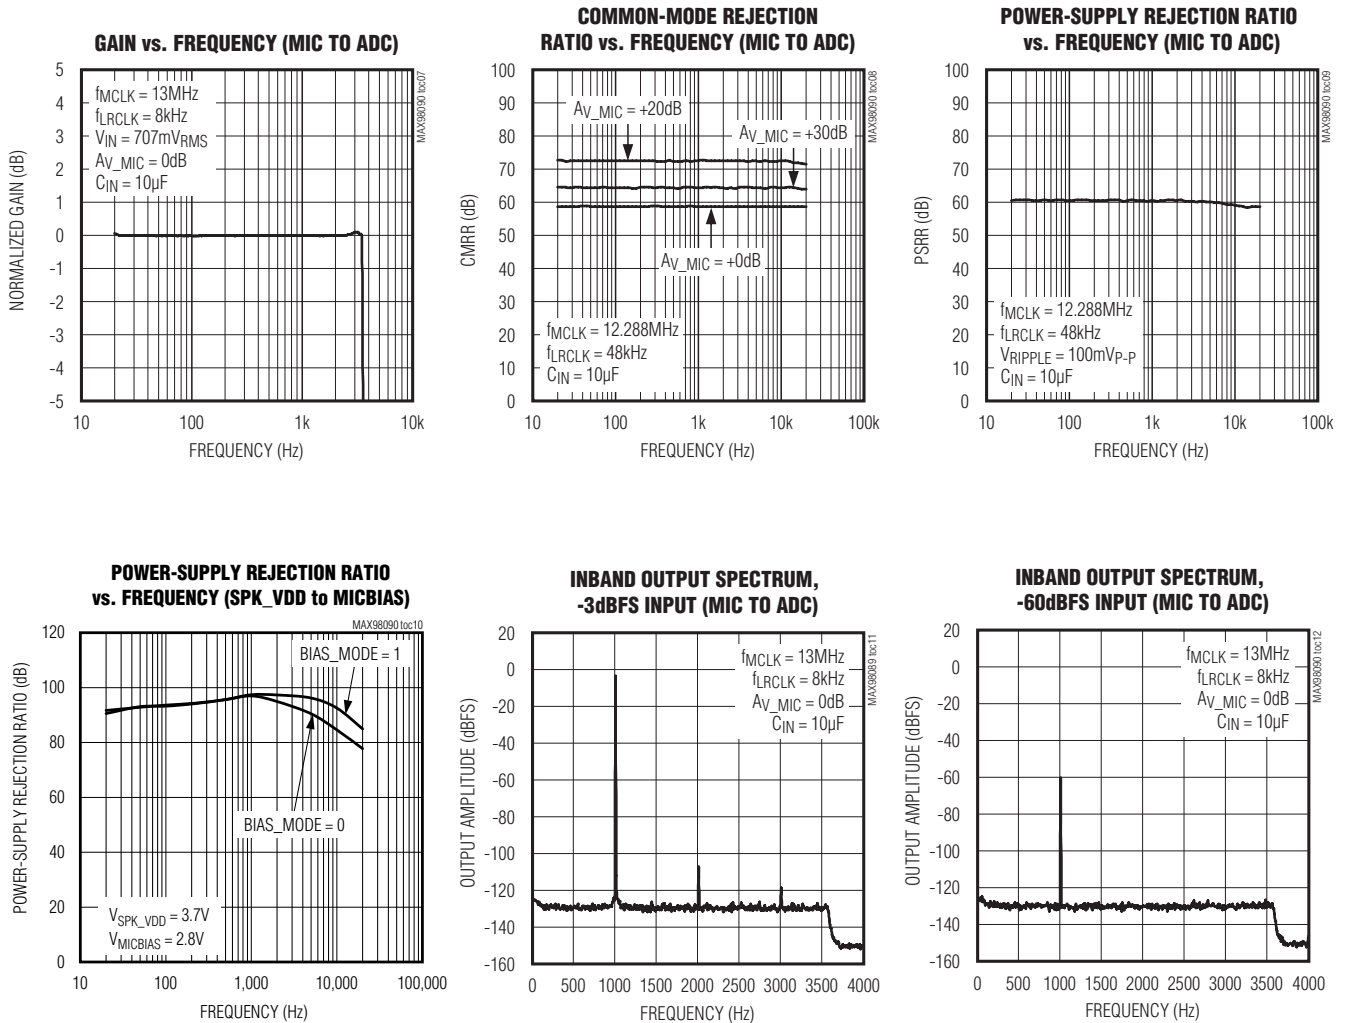 GAIN vs. FREQUENCY (MIC TO ADC)
MAX98090 toc07
fMCLK = 13MHz
fLRCLK = 8kHz
VIN = 707mVRMS
AV_MIC = 0dB
CIN = 10µF
NORMALIZED GAIN (dB)
5
4
3
2
1
0
-1
-2
-3
-4
-5
10 100 1k 10k
FREQUENCY (Hz)
COMMON-MODE REJECTION
RATIO vs. FREQUENCY (MIC TO ADC)
MAX98090 toc08
AV_MIC = +20dB
AV_MIC = +30dB
AV_MIC = +0dB
fMCLK = 12.288MHz
fLRCLK = 48kHz
CIN = 10µF
CMRR (dB)
100
90
80
70
60
50
40
30
20
10
0
10 100 1k 10k 100k
FREQUENCY (Hz)
POWER-SUPPLY REJECTION RATIO
vs. FREQUENCY (MIC TO ADC)
MAX98090 toc09
fMCLK = 12.288MHz
fLRCLK = 48kHz
VRIPPLE = 100mVP-P
CIN = 10µF
PSRR (dB)
100
90
80
70
60
50
40
30
20
10
0
10 100 1k 10k 100k
FREQUENCY (Hz)
POWER-SUPPLY REJECTION RATIO
vs. FREQUENCY (SPK_VDD to MICBIAS)
MAX98090 toc10
BIAS_MODE = 1
BIAS_MODE = 0
VSPK_VDD = 3.7V
VMICBIAS = 2.8V
POWER-SUPPLY REJECTION RATIO (dB)
120
100
80
60
40
20
0
10 100 1,000 10,000 100,000
FREQUENCY (Hz)
INBAND OUTPUT SPECTRUM,
-3dBFS INPUT (MIC TO ADC)
MAX98089 toc11
fMCLK = 13MHz
fLRCLK = 8kHz
AV_MIC = 0dB
CIN = 10µF
OUTPUT AMPLITUDE (dBFS)
20
0
-20
-40
-60
-80
-100
-120
-140
-160
0 500 1000 1500 2000 2500 3000 3500 4000
FREQUENCY (Hz)
INBAND OUTPUT SPECTRUM,
-60dBFS INPUT (MIC TO ADC)
MAX98090 toc12
fMCLK = 13MHz
fLRCLK = 8kHz
AV_MIC = 0dB
CIN = 10µF
OUTPUT AMPLITUDE (dBFS)
20
0
-20
-40
-60
-80
-100
-120
-140
-160
0 500 1000 1500 2000 2500 3000 3500 4000
FREQUENCY (Hz)